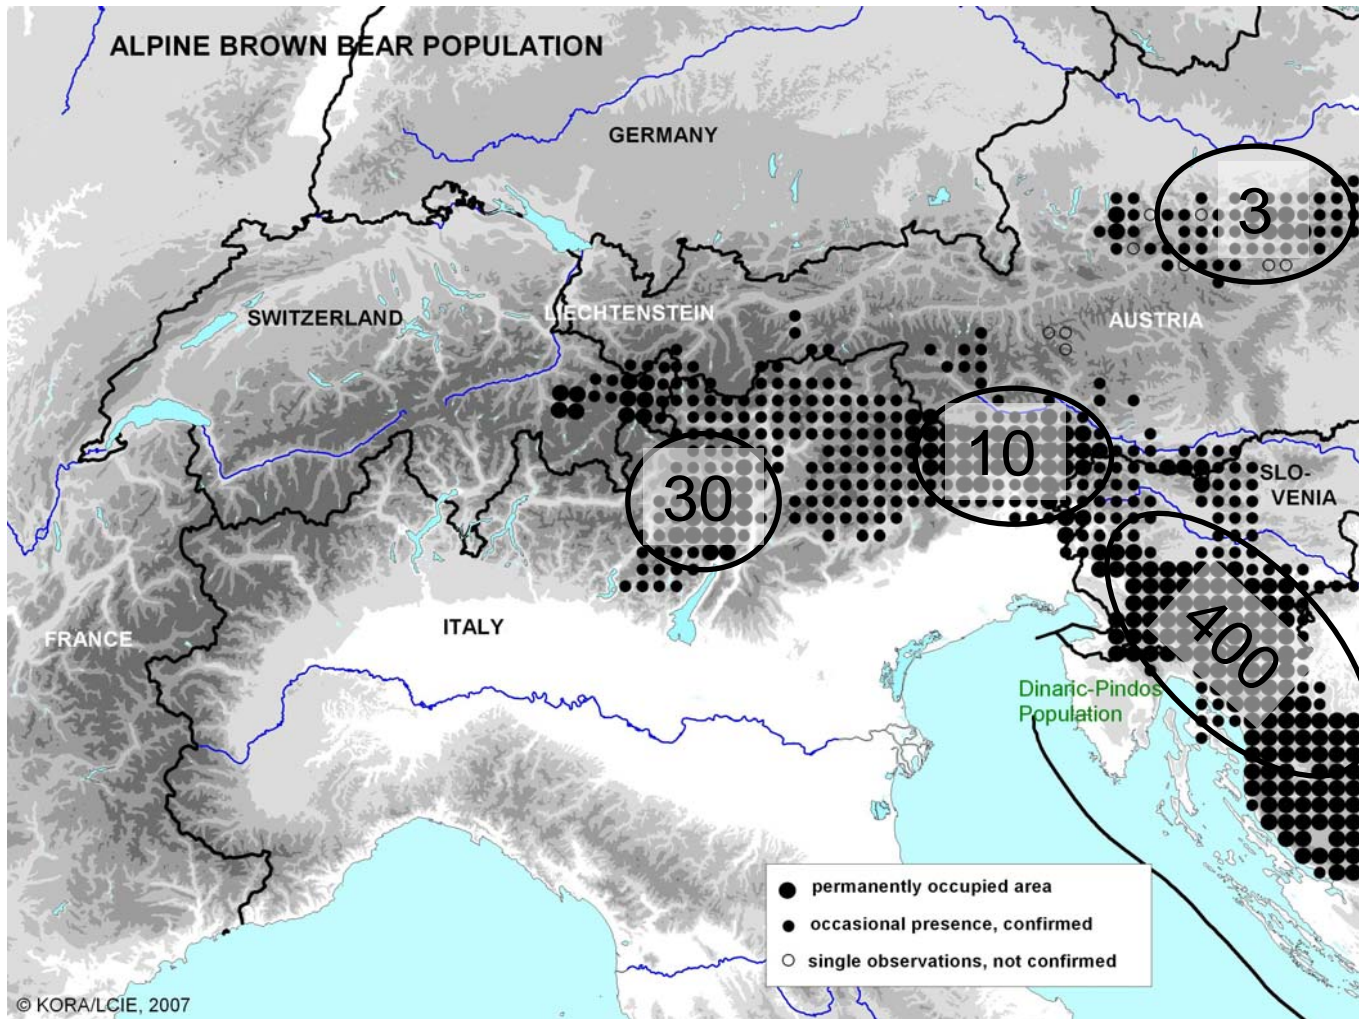 ALPINE BROWN BEAR POPULATION
GERMANY
3
SWITZERLAND
LIECHTENSTEIN
AUSTRIA
10
30
SLO-
VENIA
400
FRANCE
ITALY
Dinaric-Pindos
Population
permanently occupied area
occasional presence, confirmed
single observations, not confirmed
© KORA/LCIE, 2007